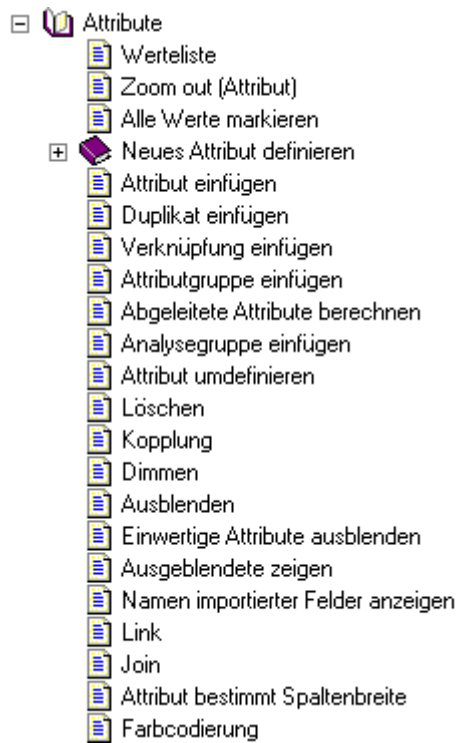 Attribute
Werteliste
Zoom out (Attribut)
Alle Werte markieren
Neues Attribut definieren
Attribut einfügen
Duplikat einfügen
Verknüpfung einfügen
Attributgruppe einfügen
Abgeleitete Attribute berechnen
Analysegruppe einfügen
Attribut umdefinieren
Löschen
Kopplung
Dimmen
Ausblenden
Einwertige Attribute ausblenden
Ausgeblendete zeigen
Namen importierter Felder anzeigen
Link
Join
Attribut bestimmt Spaltenbreite
Farbcodierung